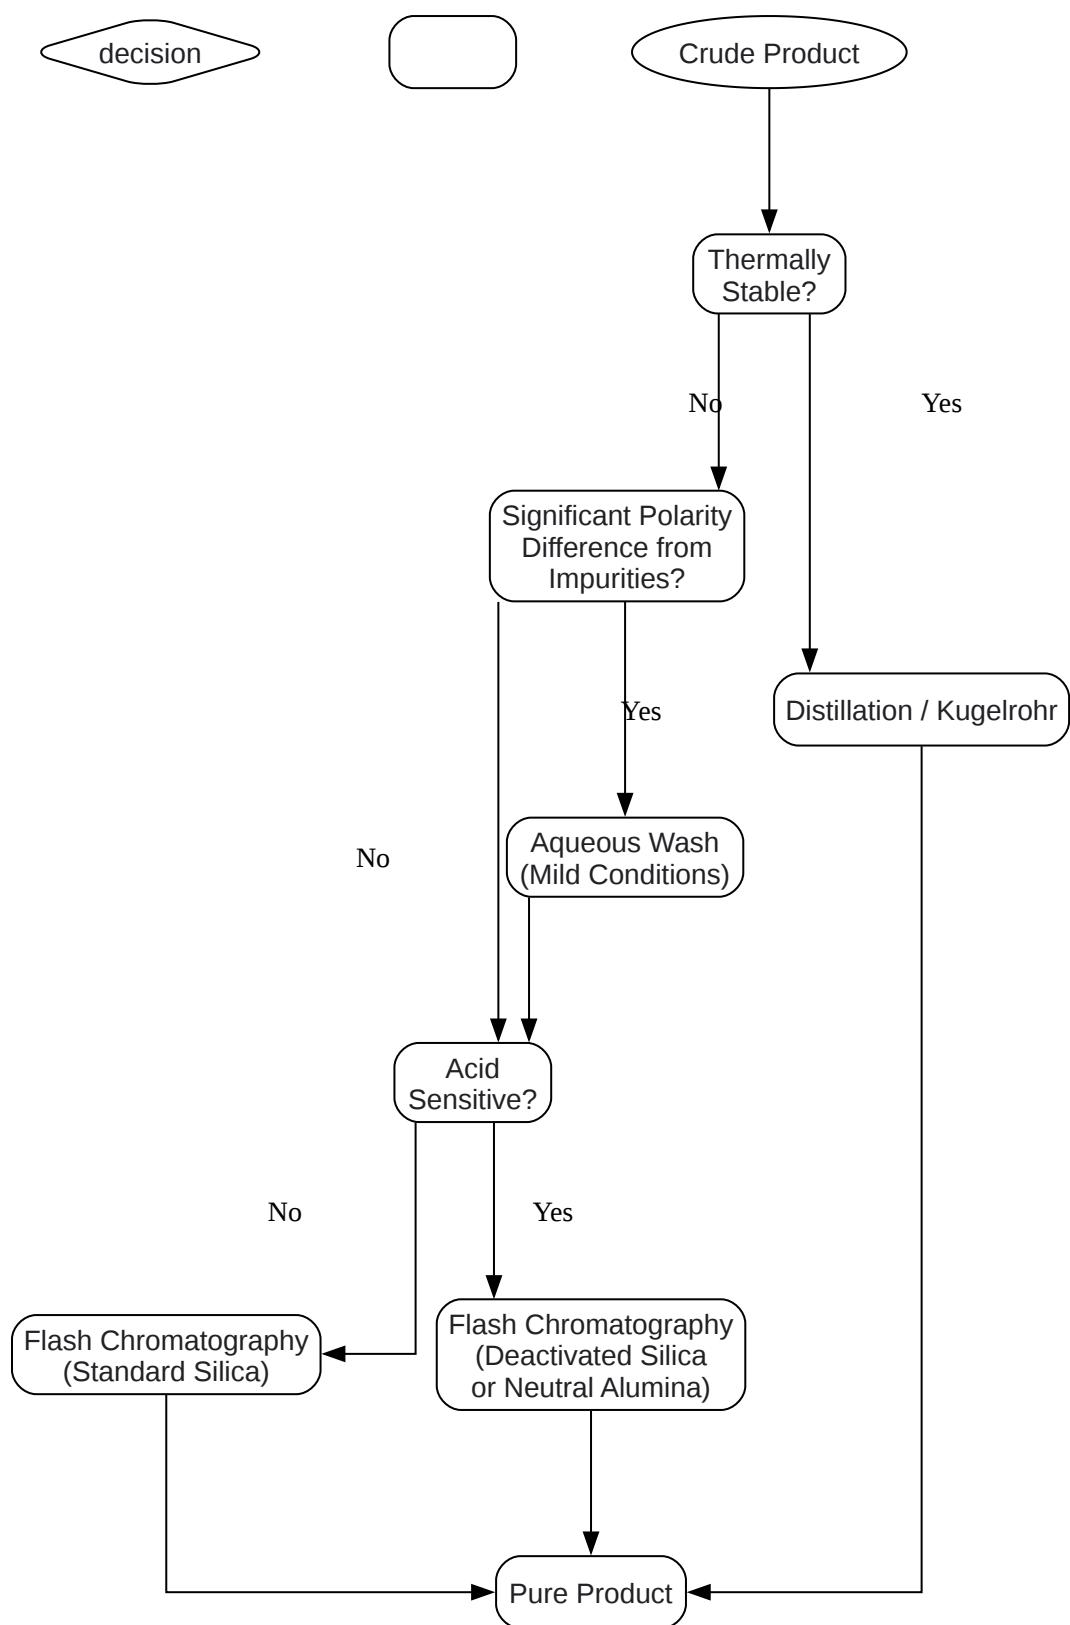 decision
Crude Product
Thermally
Stable?
No
Yes
Significant Polarity
Difference from
Impurities?
Distillation / Kugelrohr
Yes
Aqueous Wash
(Mild Conditions)
No
Acid
Sensitive?
No
Yes
Flash Chromatography
(Standard Silica)
Flash Chromatography
(Deactivated Silica
or Neutral Alumina)
Pure Product